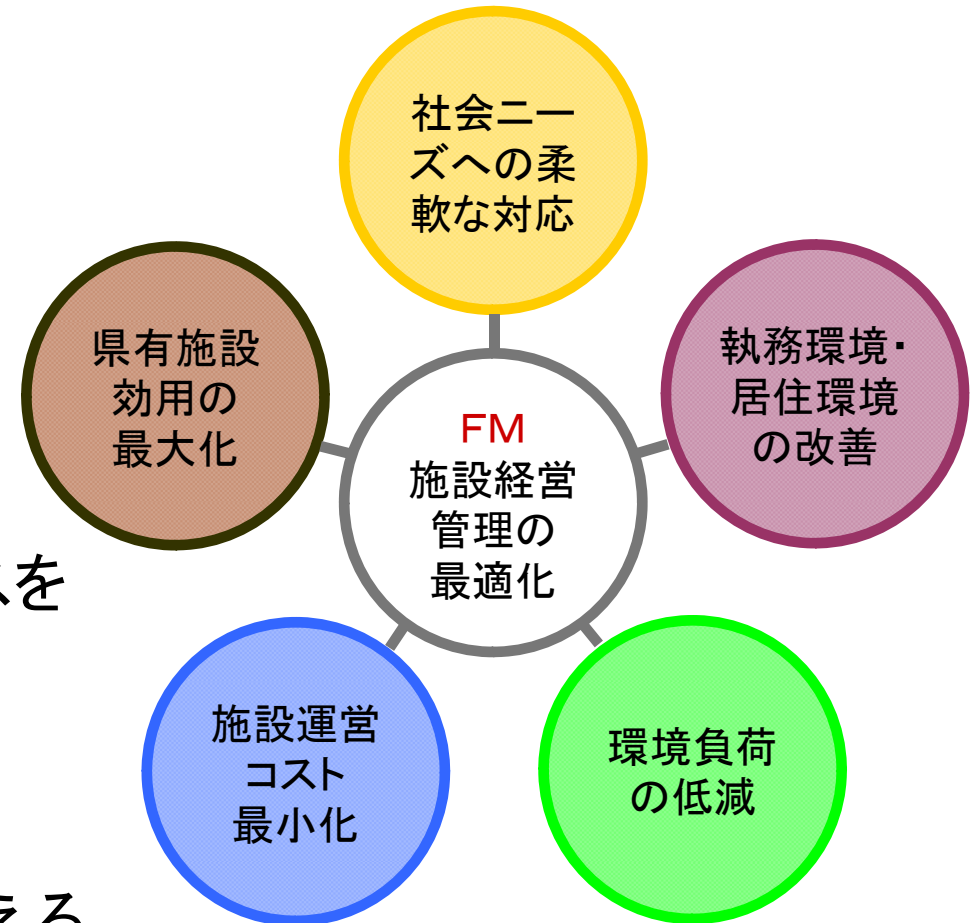 社会ニー
ズへの柔
軟な対応
県有施設
効用の
最大化
執務環境・
居住環境
の改善
FM
施設経営
管理の
最適化
を
施設運営
コスト
最小化
環境負荷
の低減
える